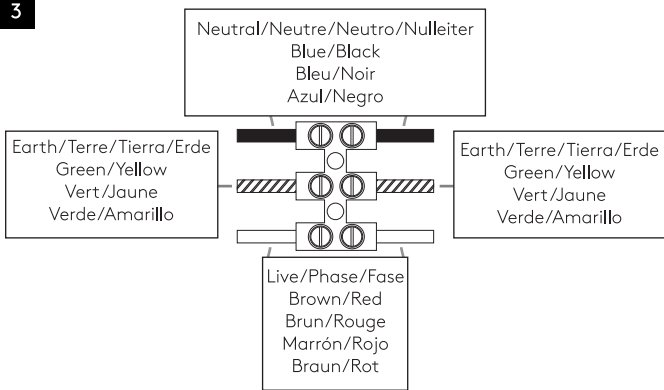 3
Neutral/Neutre/Neutro/Nulleiter
Blue/Black
Bleu/Noir
Azul/Negro
Earth/Terre/Tierra/Erde
Green/Yellow
Vert/Jaune
Verde/Amarillo
Earth/Terre/Tierra/Erde
Green/Yellow
Vert/Jaune
Verde/Amarillo
Live/Phase/Fase
Brown/Red
Brun/Rouge
Marrón/Rojo
Braun/Rot